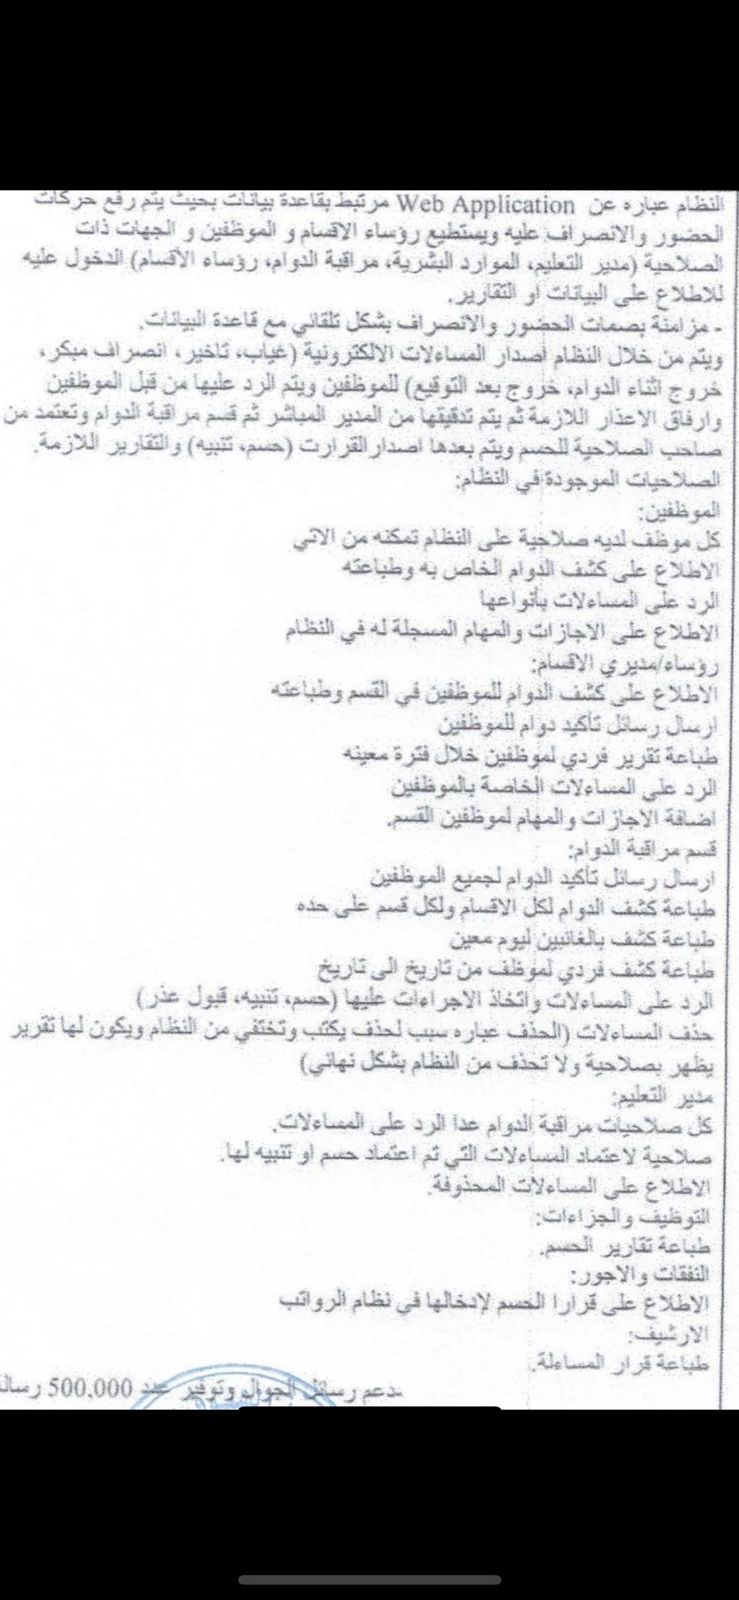 النظام عباره عن Web Application مرتبط بقاعدة بيانات بحيث يتم رفع حركات
الحضور والانصراف عليه ويستطيع رؤساء الاقسام و الموظفين و الجهات ذات
الصلاحية (مدير التعليم، الموارد البشرية، مراقبة الدوام، رؤساء الأقسام) الدخول عليه
للاطلاع على البيانات او التقارير.
- مزامنة بصمات الحضور والانصراف بشكل تلقائي مع قاعدة البيانات.
ويتم من خلال النظام اصدار المساءلات الالكترونية (غياب، تاخير، انصراف مبكر،
خروج اثناء الدوام، خروج بعد التوقيع) للموظفين ويتم الرد عليها من قبل الموظفين
وارفاق الاعذار اللازمة ثم يتم تدقيقها من المدير المباشر ثم قسم مراقبة الدوام وتعتمد من
صاحب الصلاحية للحسم ويتم بعدها اصدار القرارت (حسم، تنبيه) والتقارير اللازمة.
الصلاحيات الموجودة في النظام:
الموظفين:
كل موظف لديه صلاحية على النظام تمكنه من الاتي
الاطلاع على كشف الدوام الخاص به وطباعته
الرد على المساءلات بأنواعها
الاطلاع على الاجازات والمهام المسجلة له في النظام
رؤساء/مديري الاقسام:
الاطلاع على كشف الدوام للموظفين في القسم وطباعته
ارسال رسائل تأكيد دوام للموظفين
طباعة تقرير فردي لموظفين خلال فترة معينه
الرد على المساءلات الخاصة بالموظفين
اضافة الاجازات والمهام لموظفين القسم.
قسم مراقبة الدوام:
ارسال رسائل تأكيد الدوام لجميع الموظفين
طباعة كشف الدوام لكل الاقسام ولكل قسم على حده
طباعة كشف بالغائبين ليوم معين
طباعة كشف فردي لموظف من تاريخ الى تاريخ
الرد على المساءلات واتخاذ الاجراءات عليها (حسم، تنبيه، قبول عذر)
حذف المساءلات (الحذف عباره سبب لحذف يكتب وتختفي من النظام ويكون لها تقرير
يظهر بصلاحية ولا تحذف من النظام بشكل نهائي)
مدير التعليم:
كل صلاحيات مراقبة الدوام عدا الرد على المساءلات.
صلاحية لاعتماد المساءلات التي تم اعتماد حسم او تنبيه لها.
الاطلاع على المساءلات المحذوفة.
التوظيف والجزاءات:
طباعة تقارير الحسم.
النفقات والاجور:
الاطلاع على قرارا الحسم لإدخالها في نظام الرواتب
الارشيف:
طباعة قرار المساءلة.
-دعم رسائل الجوال وتوفير عدد 500,000 رسالة